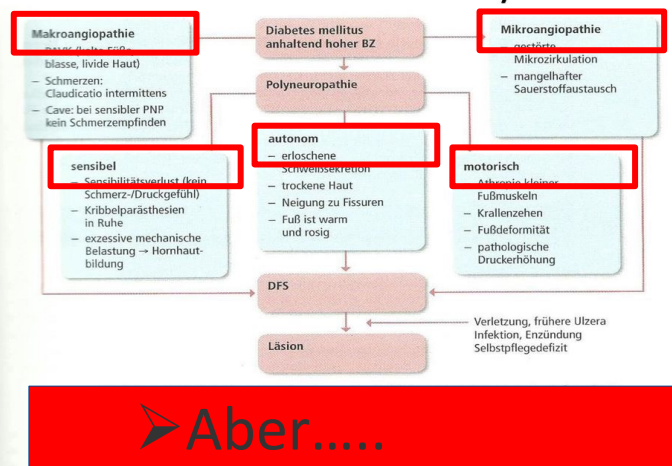 Makroangiopathie
– PAVK (kalte Füße,
blasse, livide Haut)
– Schmerzen:
Claudicatio intermittens
– Cave: bei sensibler PNP
kein Schmerzempfinden
Diabetes mellitus
anhaltend hoher BZ
Mikroangiopathie
– gestörte
Mikrozirkulation
– mangelhafter
Sauerstoffaustausch
Polyneuropathie
sensibel
– Sensibilitätsverlust (kein
Schmerz-/Druckgefühl)
– Kribbelparästhesien
in Ruhe
– exzessive mechanische
Belastung → Hornhaut-
bildung
autonom
– erloschene
Schweißsekretion
– trockene Haut
– Neigung zu Fissuren
– Fuß ist warm
und rosig
motorisch
– Athropie kleiner
Fußmuskeln
– Krallenzehen
– Fußdeformität
– pathologische
Druckerhöhung
DFS
Verletzung, frühere Ulzera
Infektion, Enzündung
Selbstpflegedefizit
Läsion
➢Aber.....